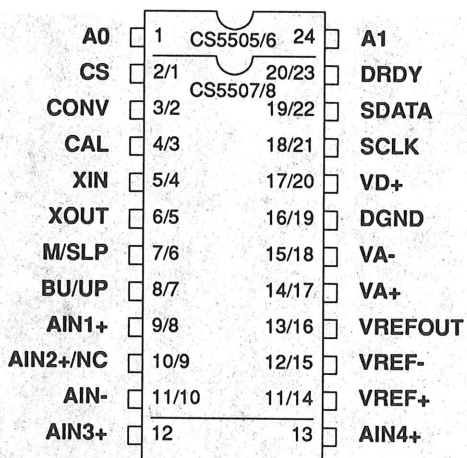 A0 1 CS5505/6 24 A1
CS 2/1 20/23 DRDY
CS5507/8
CONV 3/2 19/22 SDATA
CAL 4/3 18/21 SCLK
XIN 5/4 17/20 VD+
XOUT 6/5 16/19 DGND
M/SLP 7/6 15/18 VA-
BU/UP 8/7 14/17 VA+
AIN1+ 9/8 13/16 VREFOUT
AIN2+/NC 10/9 12/15 VREF-
AIN- 11/10 11/14 VREF+
AIN3+ 12 13 AIN4+